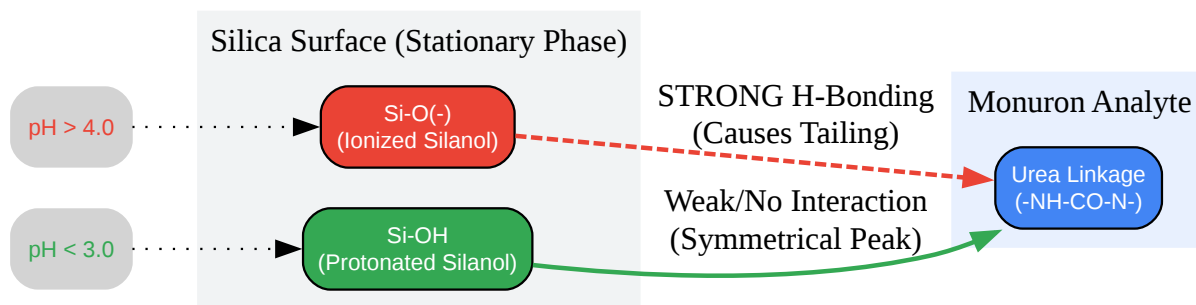 Silica Surface (Stationary Phase)
pH > 4.0
Si-O(-)
(Ionized Silanol)
STRONG H-Bonding
(Causes Tailing)
Monuron Analyte
Urea Linkage
(-NH-CO-N-)
pH < 3.0
Si-OH
(Protonated Silanol)
Weak/No Interaction
(Symmetrical Peak)